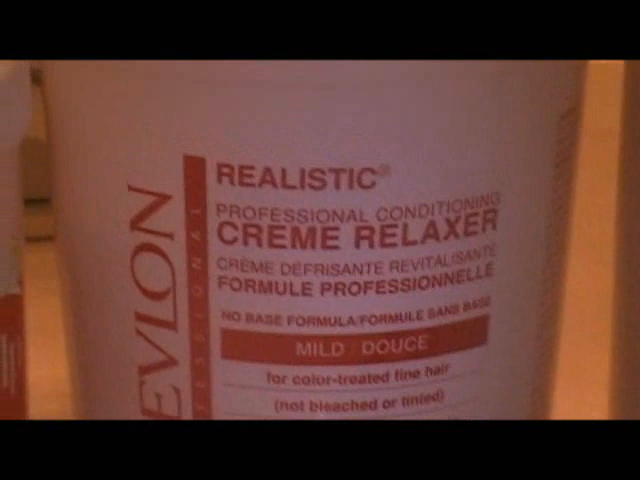 EVLON
ESSIONAL
REALISTIC®
PROFESSIONAL CONDITIONING
CREME RELAXER
CRÈME DÉFRISANTE REVITALISANTE
FORMULE PROFESSIONNELLE
NO BASE FORMULA/FORMULE SANS BASE
MILD / DOUCE
for color-treated fine hair
(not bleached or tinted)